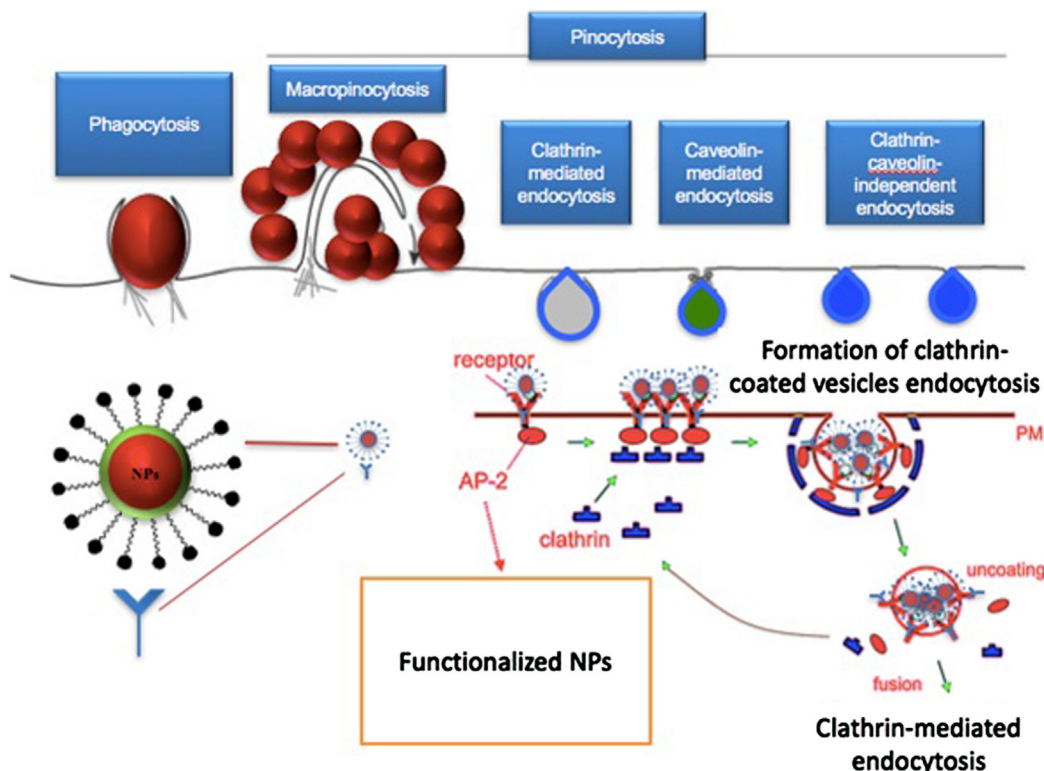 Pinocytosis
Phagocytosis
Macropinocytosis
Clathrin-
mediated
endocytosis
Caveolin-
mediated
endocytosis
Clathrin-
caveolin-
independent
endocytosis
Formation of clathrin-
coated vesicles endocytosis
receptor
PM
NPs
AP-2
clathrin
uncoating
Functionalized NPs
fusion
Clathrin-mediated
endocytosis